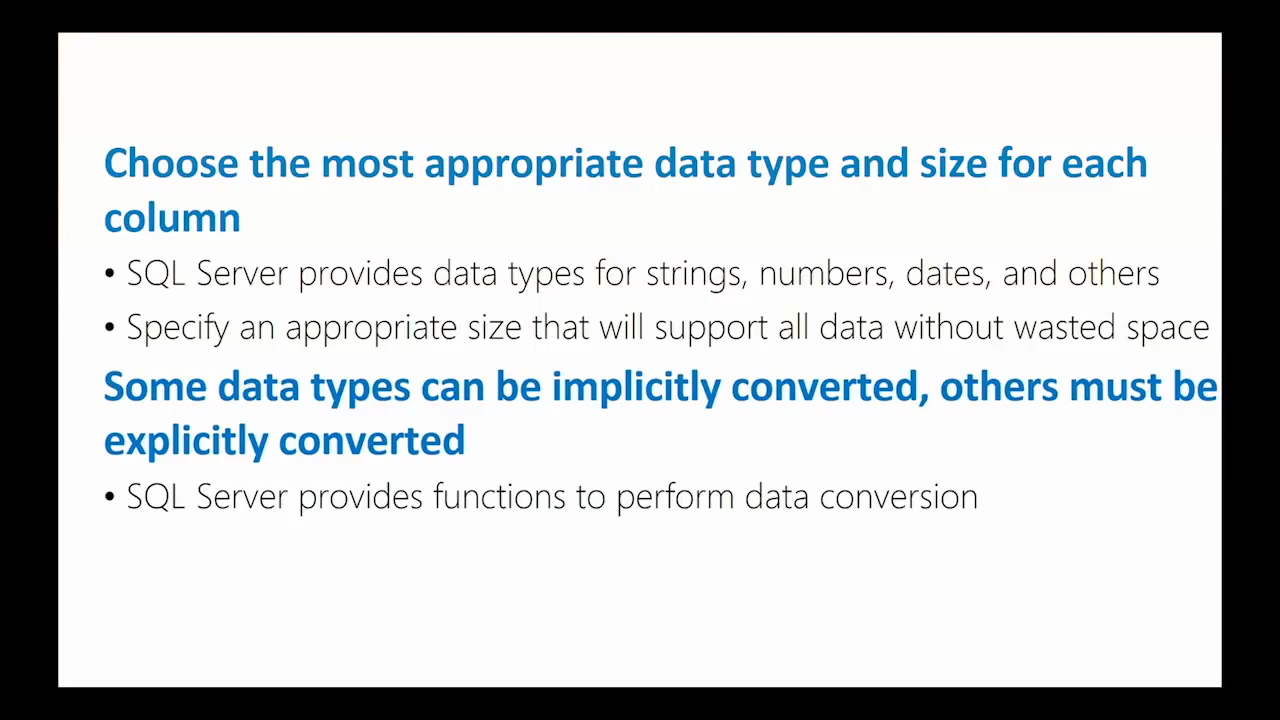 Choose the most appropriate data type and size for each
column
• SQL Server provides data types for strings, numbers, dates, and others
• Specify an appropriate size that will support all data without wasted space
Some data types can be implicitly converted, others must be
explicitly converted
• SQL Server provides functions to perform data conversion